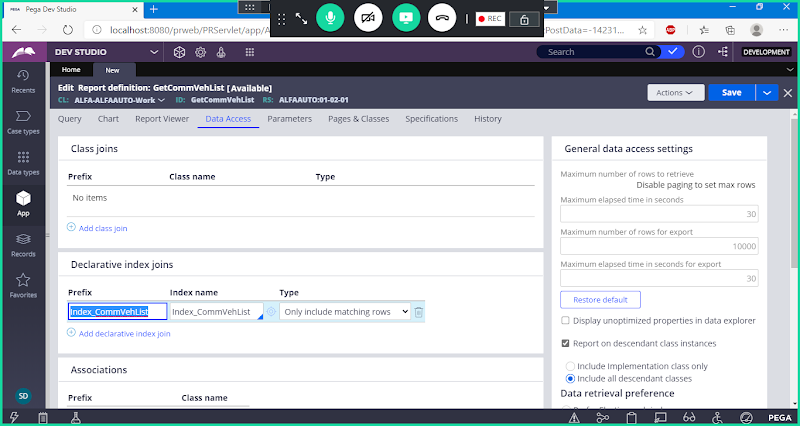 Pega Dev Studio
localhost:8080/prweb/PRServlet/app/A
PostData=-14231...
REC
DEV STUDIO
Search
DEVELOPMENT
Home
New
Edit Report definition: GetCommVehList [Available]
CL: ALFA-ALFAAUTO-Work ID: GetCommVehList RS: ALFAAUTO:01-02-01
Actions
Save
Recents
Case types
Data types
App
Records
Favorites
SD
Query Chart Report Viewer Data Access Parameters Pages & Classes Specifications History
Class joins
Prefix Class name Type
No items
Add class join
Declarative index joins
Prefix Index name Type
Index_CommVehList Index_CommVehList Only include matching rows
Add declarative index join
Associations
Prefix Class name
General data access settings
Maximum number of rows to retrieve
Disable paging to set max rows
Maximum elapsed time in seconds
30
Maximum number of rows for export
10000
Maximum elapsed time in seconds for export
30
Restore default
Display unoptimized properties in data explorer
Report on descendant class instances
Include Implementation class only
Include all descendant classes
Data retrieval preference
PEGA